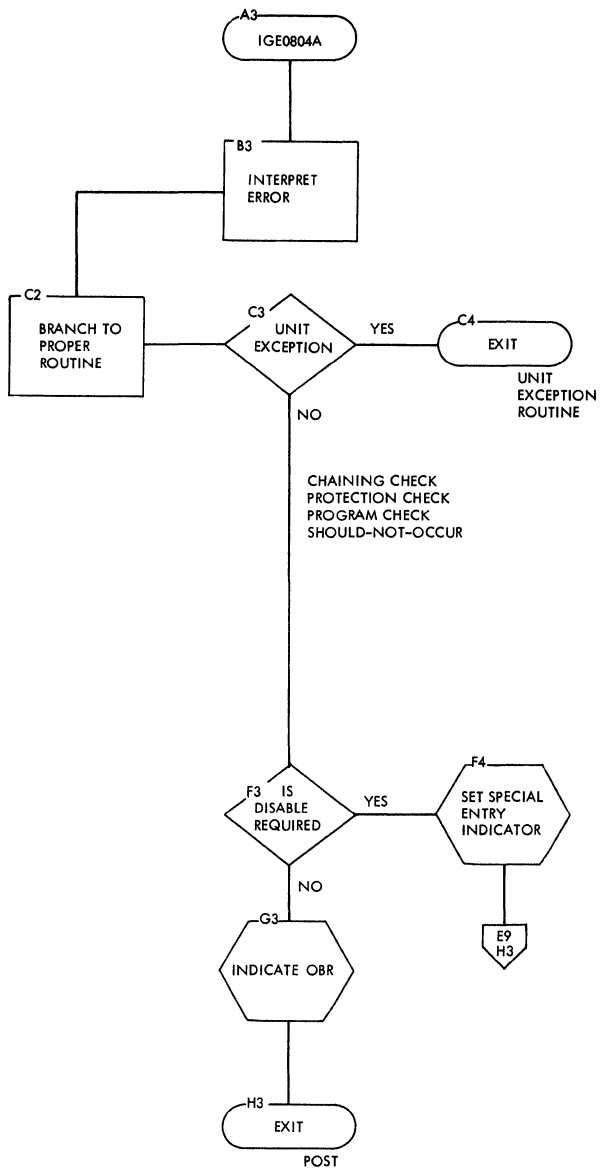 A3
IGE0804A
B3
INTERPRET
ERROR
C2
BRANCH TO
PROPER
ROUTINE
C3
UNIT
EXCEPTION
YES
C4
EXIT
UNIT
EXCEPTION
ROUTINE
NO
CHAINING CHECK
PROTECTION CHECK
PROGRAM CHECK
SHOULD-NOT-OCCUR
F3
IS
DISABLE
REQUIRED
YES
F4
SET SPECIAL
ENTRY
INDICATOR
E9
H3
NO
G3
INDICATE OBR
H3
EXIT
POST